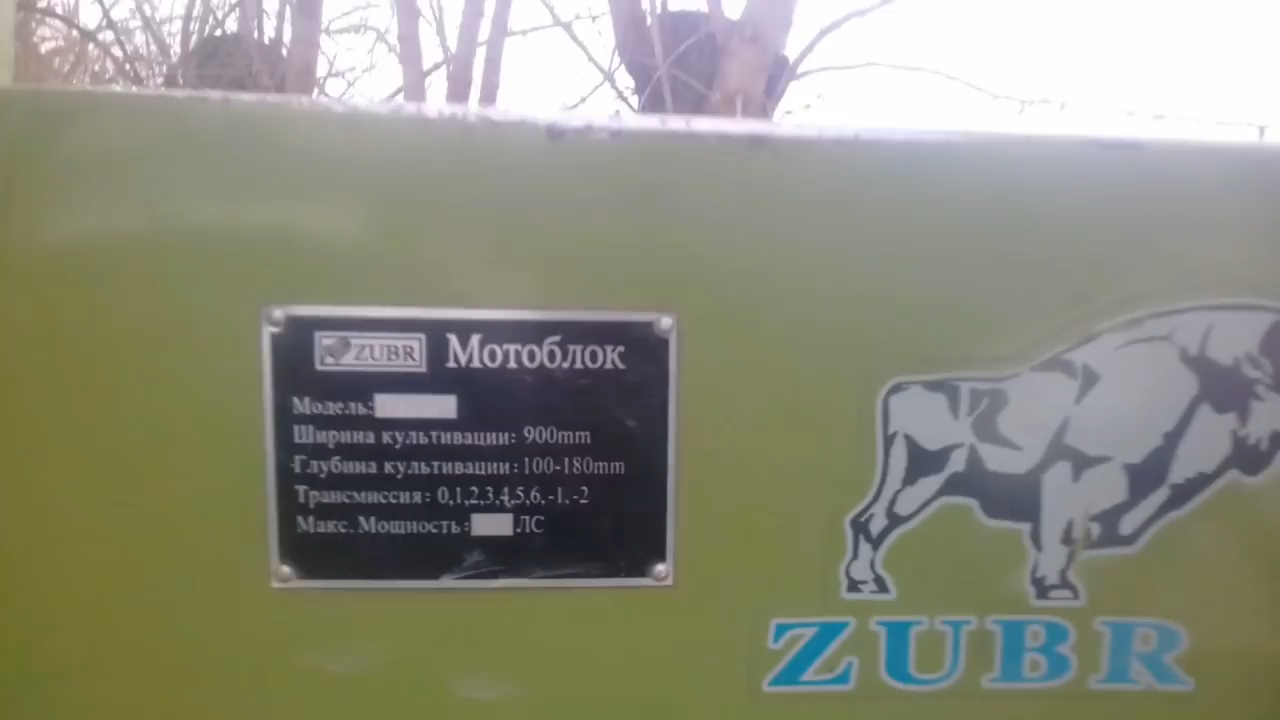 ZUBR Мотоблок
Модель:
Ширина культивации: 900mm
Глубина культивации: 100-180mm
Трансмиссия: 0,1,2,3,4,5,6,-1,-2
Макс. Мощность: ЛС
ZUBR